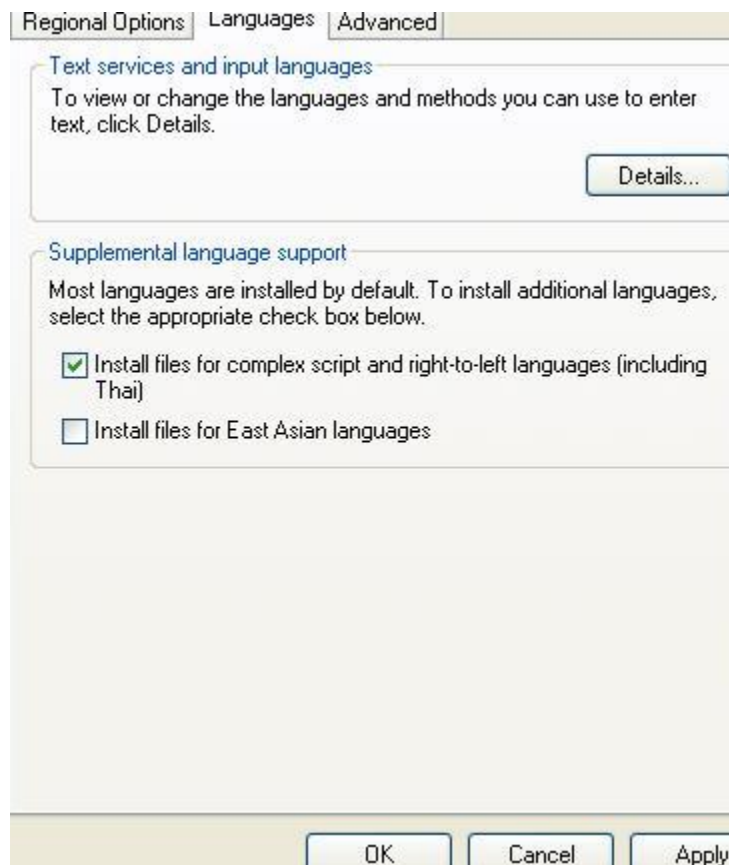 Regional Options Languages Advanced
Text services and input languages
To view or change the languages and methods you can use to enter
text, click Details.
Details...
Supplemental language support
Most languages are installed by default. To install additional languages,
select the appropriate check box below.
Install files for complex script and right-to-left languages (including
Thai)
Install files for East Asian languages
OK Cancel Apply